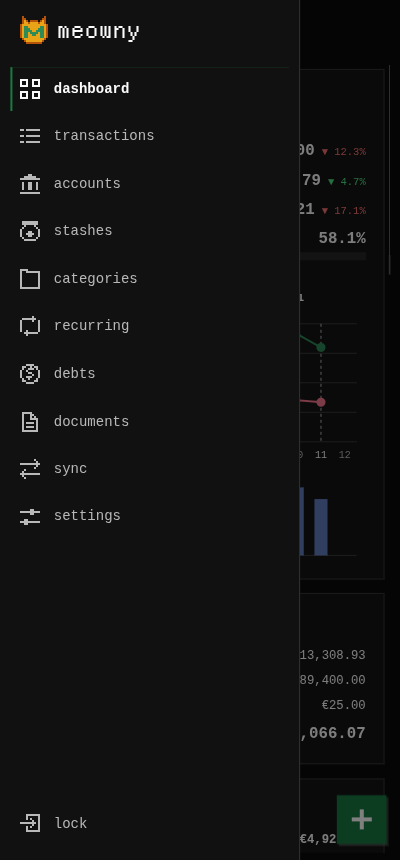 meowny
dashboard
transactions
accounts
stashes
categories
recurring
debts
documents
sync
settings
lock
00 ▼ 12.3%
79 ▼ 4.7%
21 ▼ 17.1%
58.1%
11 12
13,308.93
89,400.00
€25.00
,066.07
€4,92
+